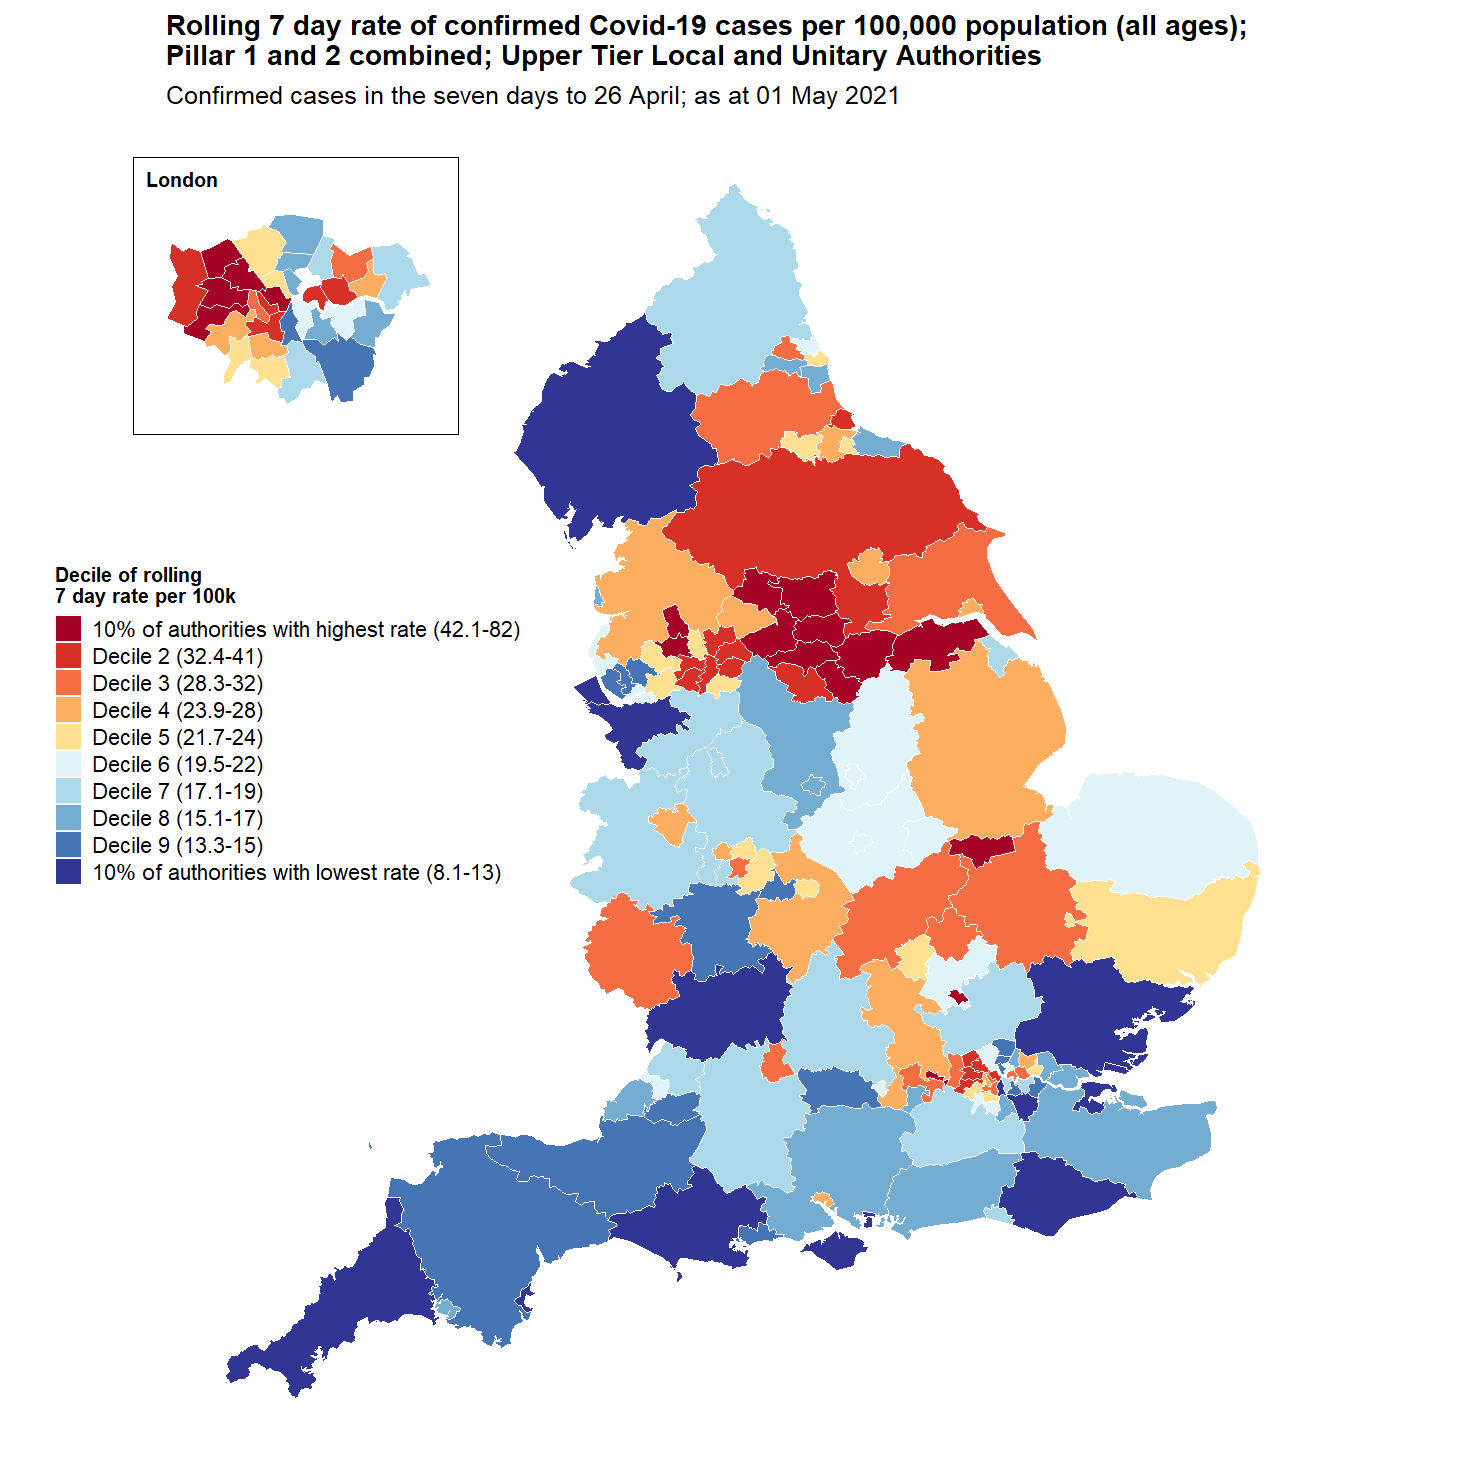 Rolling 7 day rate of confirmed Covid-19 cases per 100,000 population (all ages);
Pillar 1 and 2 combined; Upper Tier Local and Unitary Authorities
Confirmed cases in the seven days to 26 April; as at 01 May 2021
London
Decile of rolling
7 day rate per 100k
10% of authorities with highest rate (42.1-82)
Decile 2 (32.4-41)
Decile 3 (28.3-32)
Decile 4 (23.9-28)
Decile 5 (21.7-24)
Decile 6 (19.5-22)
Decile 7 (17.1-19)
Decile 8 (15.1-17)
Decile 9 (13.3-15)
10% of authorities with lowest rate (8.1-13)